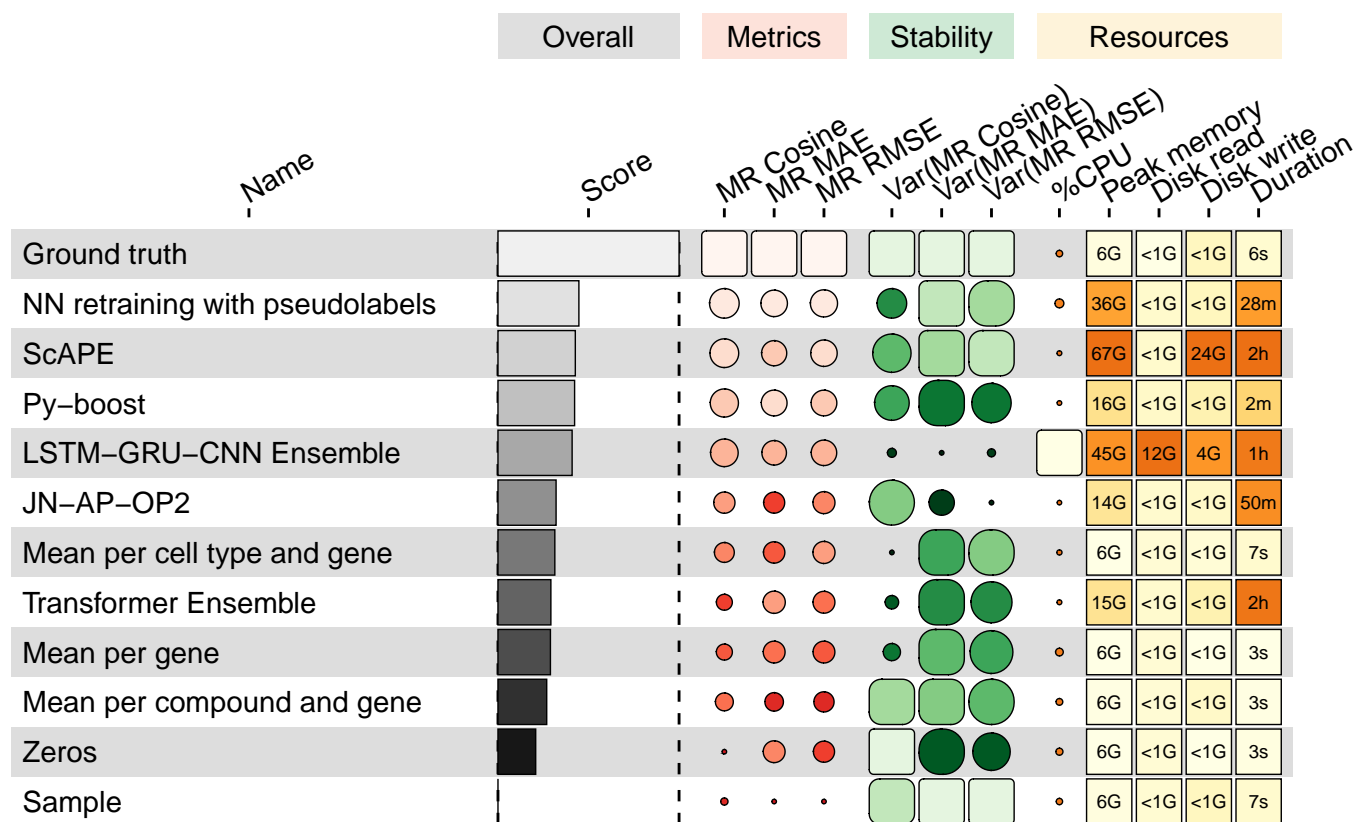 Overall Metrics Stability Resources
Name Score MR Cosine MR MAE MR RMSE Var(MR Cosine) Var(MR MAE) Var(MR RMSE) %CPU Peak memory Disk read Disk write Duration
Ground truth 6G <1G <1G 6s
NN retraining with pseudolabels 36G <1G <1G 28m
ScAPE 67G <1G 24G 2h
Py−boost 16G <1G <1G 2m
LSTM−GRU−CNN Ensemble 45G 12G 4G 1h
JN−AP−OP2 14G <1G <1G 50m
Mean per cell type and gene 6G <1G <1G 7s
Transformer Ensemble 15G <1G <1G 2h
Mean per gene 6G <1G <1G 3s
Mean per compound and gene 6G <1G <1G 3s
Zeros 6G <1G <1G 3s
Sample 6G <1G <1G 7s